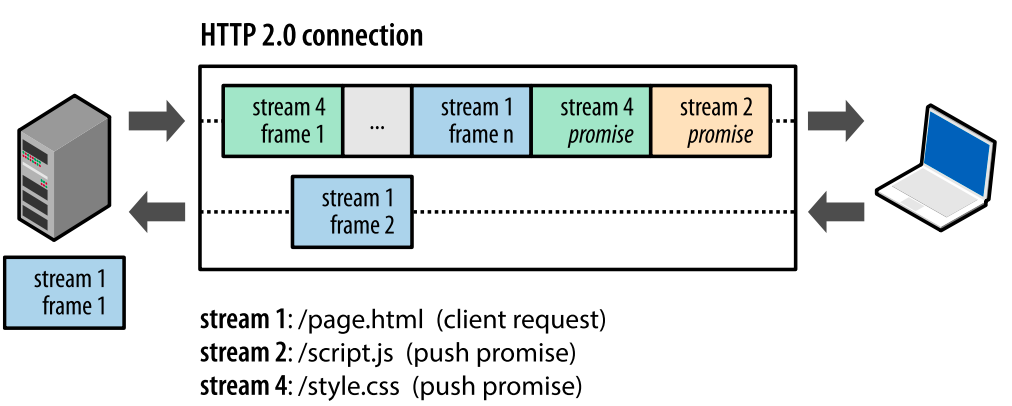 HTTP 2.0 connection
stream 4
frame 1
...
stream 1
frame n
stream 4
promise
stream 2
promise
stream 1
frame 2
stream 1
frame 1
stream 1: /page.html (client request)
stream 2: /script.js (push promise)
stream 4: /style.css (push promise)